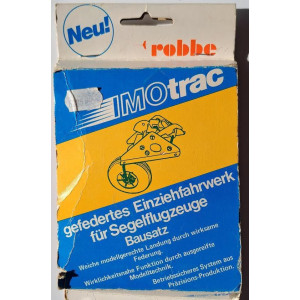 Neu!
robbe
IMOtrac
gefedertes Einziehfahrwerk
für Segelflugzeuge
Bausatz
Weiche modellgerechte Landung durch wirksame
Federung.
Wirklichkeitsnahe Funktion durch ausgereifte
Modelltechnik.
Betriebssicheres System aus
Präzisions Produktion.